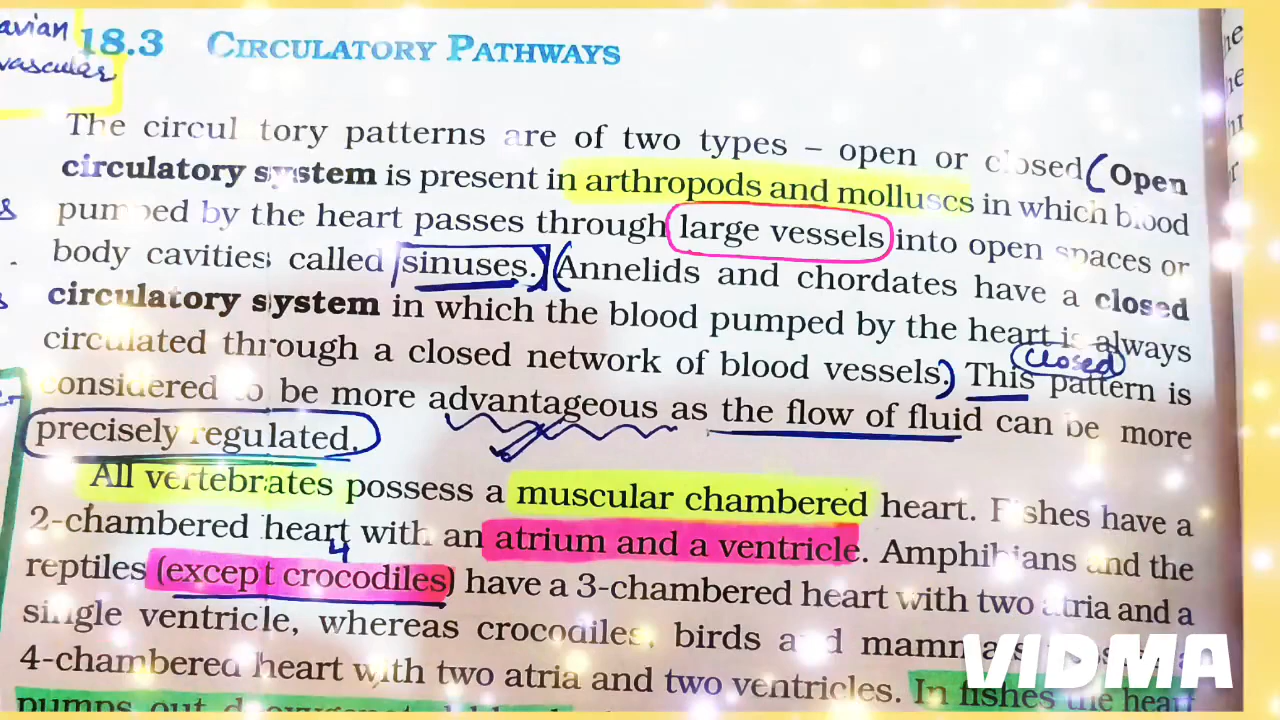 avian
vascular
18.3 CIRCULATORY PATHWAYS
The circul tory patterns are of two types – open or closed (Open
circulatory system is present in arthropods and molluscs in which blood
pumped by the heart passes through large vessels into open spaces or
body cavities called sinuses.) (Annelids and chordates have a closed
circulatory system in which the blood pumped by the heart is always
circulated through a closed network of blood vessels.) This pattern is
closed
considered to be more advantageous as the flow of fluid can be more
precisely regulated.
All vertebrates possess a muscular chambered heart. Fishes have a
2-chambered heart with an atrium and a ventricle. Amphibians and the
4
reptiles (except crocodiles) have a 3-chambered heart with two atria and a
single ventricle, whereas crocodiles, birds and mammals
4-chambered heart with two atria and two ventricles. In fishes the heart
pumps out
VIDMA